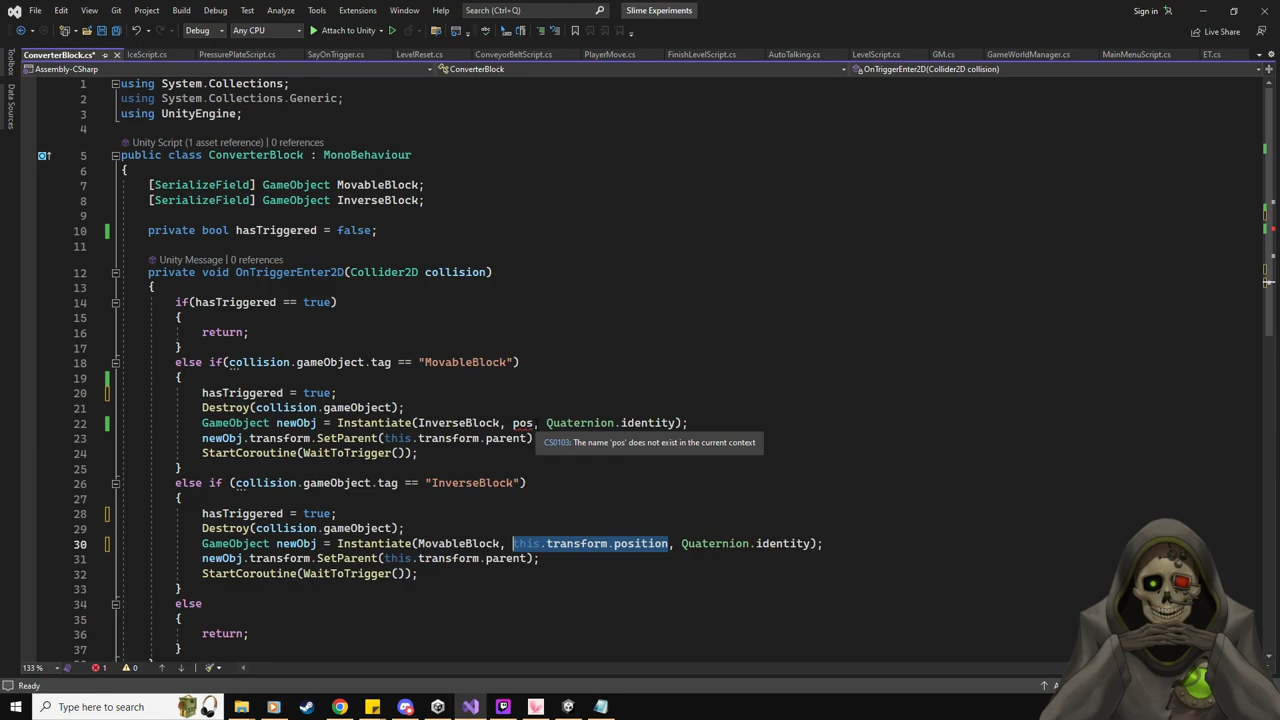 File Edit View Git Project Build Debug Test Analyze Tools Extensions Window Help Search (Ctrl+Q) Slime Experiments Sign in
Debug Any CPU Attach to Unity Live Share
ConverterBlock.cs* IceScript.cs PressurePlateScript.cs SayOnTrigger.cs LevelReset.cs ConveyorBeltScript.cs PlayerMove.cs FinishLevelScript.cs AutoTalking.cs LevelScript.cs GM.cs GameWorldManager.cs MainMenuScript.cs ET.cs
Toolbox
Data Sources
Assembly-CSharp ConverterBlock OnTriggerEnter2D(Collider2D collision)
1 using System.Collections;
2 using System.Collections.Generic;
3 using UnityEngine;
4
Unity Script (1 asset reference) | 0 references
5 public class ConverterBlock : MonoBehaviour
6 {
7 [SerializeField] GameObject MovableBlock;
8 [SerializeField] GameObject InverseBlock;
9
10 private bool hasTriggered = false;
11
Unity Message | 0 references
12 private void OnTriggerEnter2D(Collider2D collision)
13 {
14 if(hasTriggered == true)
15 {
16 return;
17 }
18 else if(collision.gameObject.tag == "MovableBlock")
19 {
20 hasTriggered = true;
21 Destroy(collision.gameObject);
22 GameObject newObj = Instantiate(InverseBlock, pos, Quaternion.identity);
23 newObj.transform.SetParent(this.transform.parent)
CS0103: The name 'pos' does not exist in the current context
24 StartCoroutine(WaitToTrigger());
25 }
26 else if (collision.gameObject.tag == "InverseBlock")
27 {
28 hasTriggered = true;
29 Destroy(collision.gameObject);
30 GameObject newObj = Instantiate(MovableBlock, this.transform.position, Quaternion.identity);
31 newObj.transform.SetParent(this.transform.parent);
32 StartCoroutine(WaitToTrigger());
33 }
34 else
35 {
36 return;
37 }
133 % 1 0
Ready
Type here to search